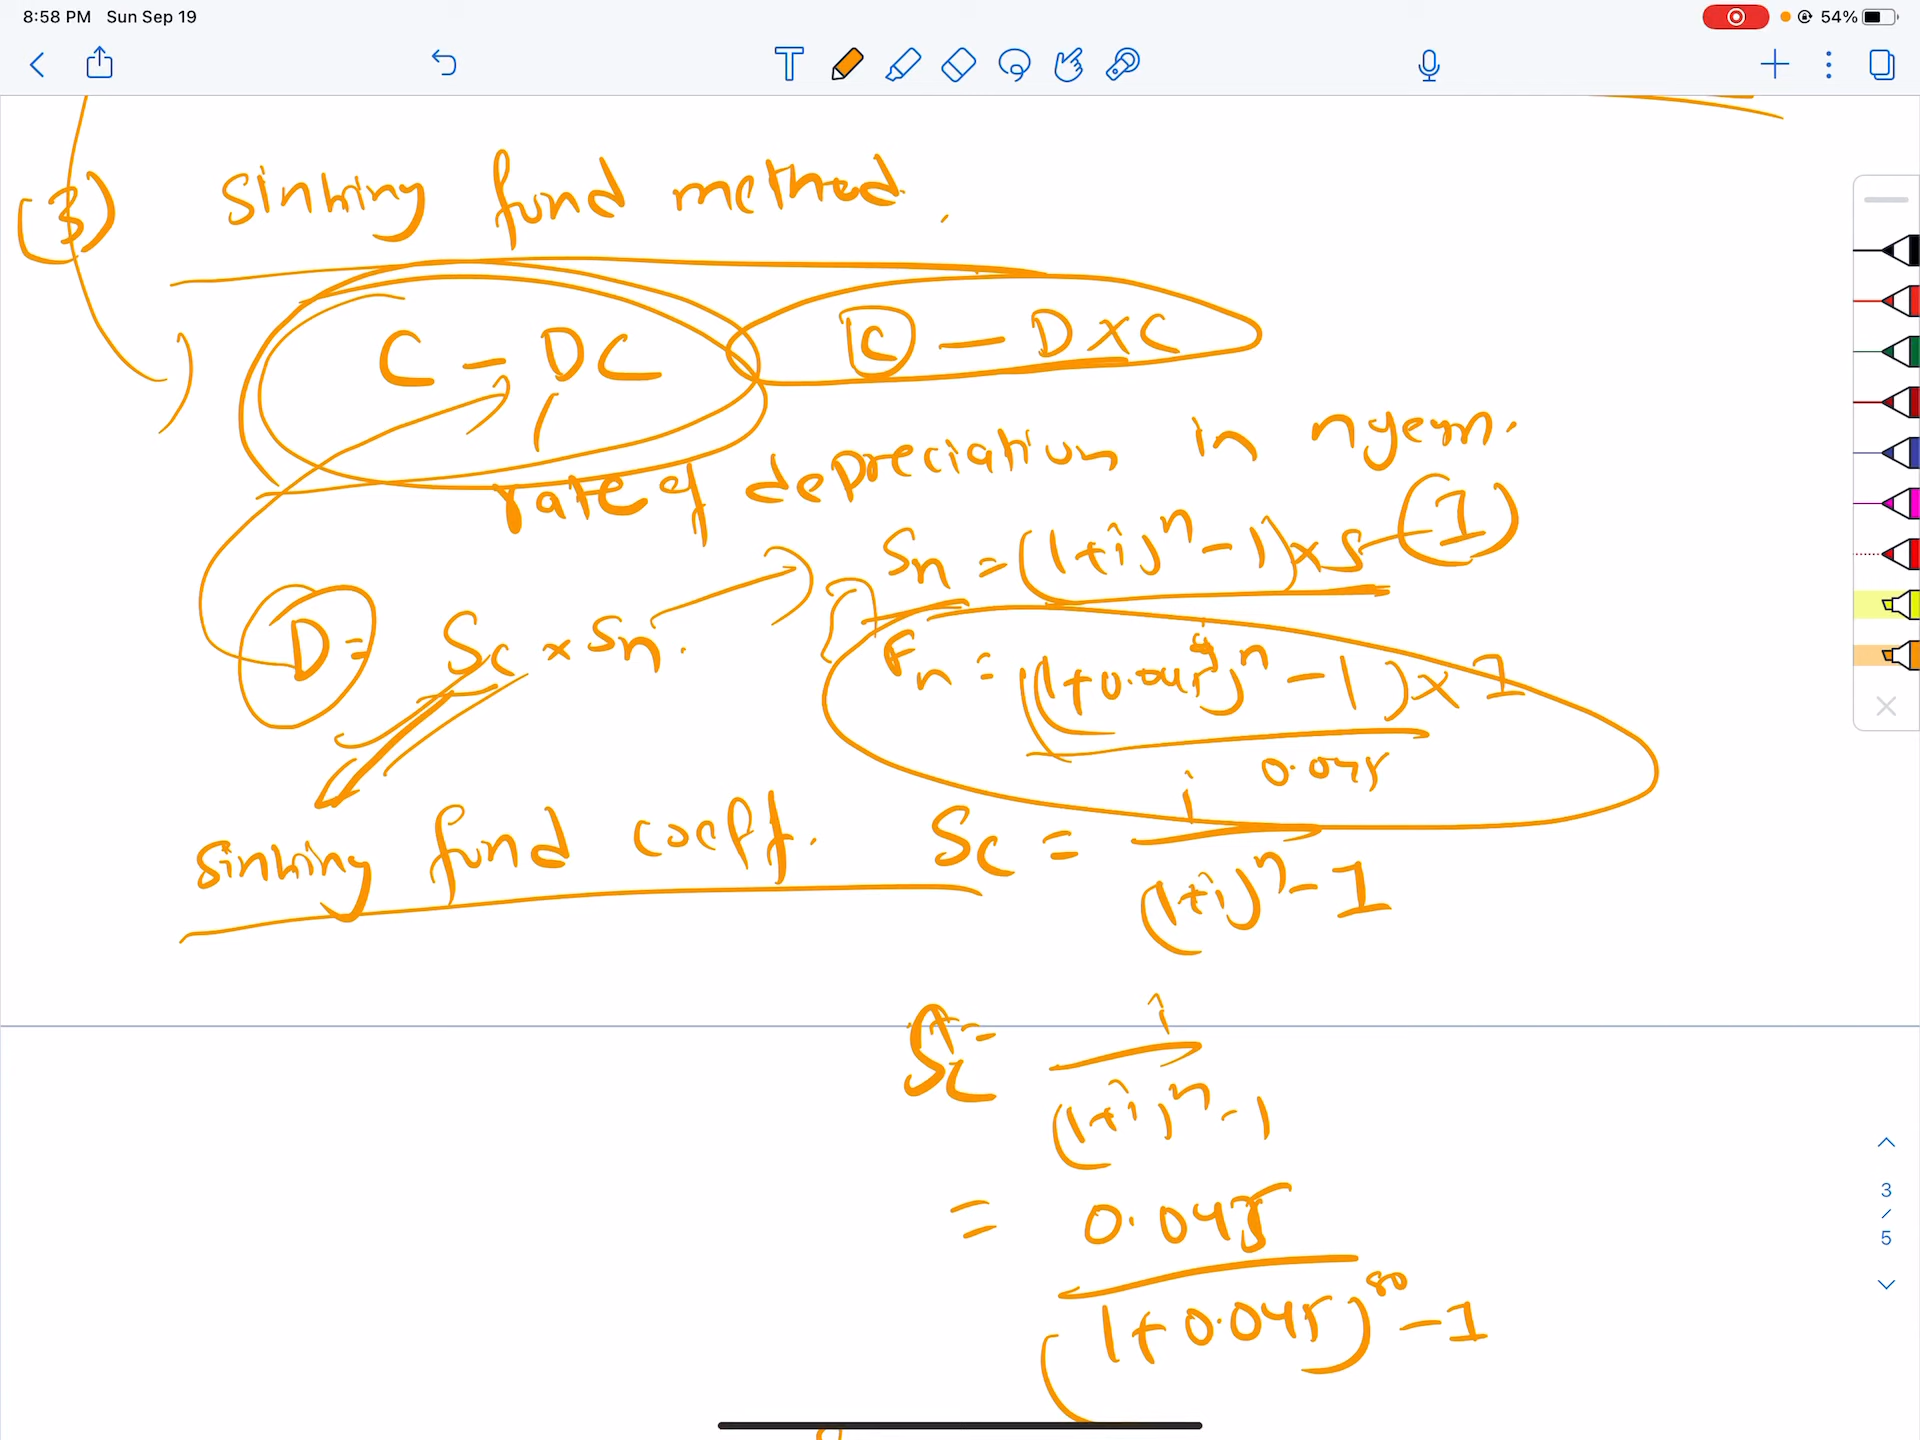 8:58 PM Sun Sep 19
54%
(3) sinking fund method.
C - DC
C - D x C
rate of depreciation in nyear.
Sn = ((1+i)^n - 1) x S (1)
D = Sc x Sn.
Fn = ((1+0.045)^n - 1) x 1
0.045
sinking fund coeff. Sc = i
(1+i)^n - 1
Sc = i
(1+i)^n - 1
= 0.045
(1+0.045)^80 - 1
3
/
5